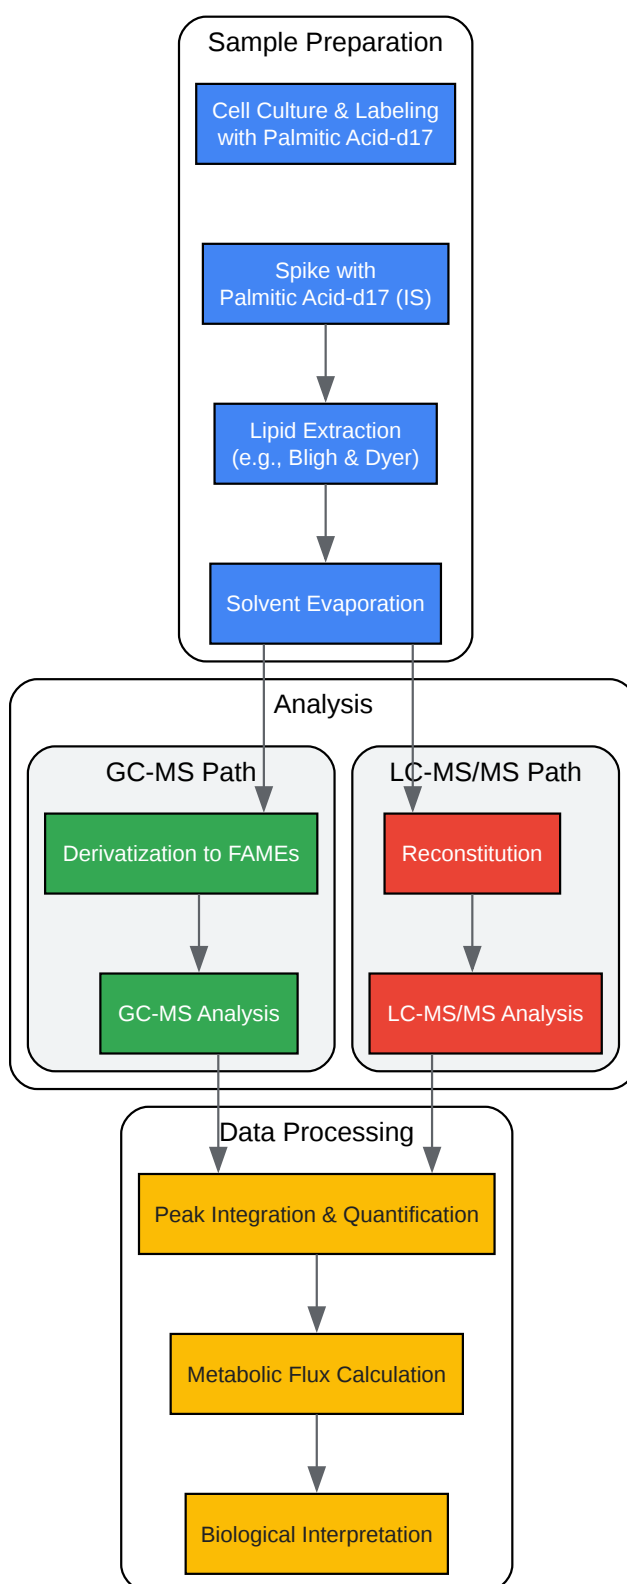 Sample Preparation
Cell Culture & Labeling
with Palmitic Acid-d17
Spike with
Palmitic Acid-d17 (IS)
Lipid Extraction
(e.g., Bligh & Dyer)
Solvent Evaporation
Analysis
GC-MS Path
Derivatization to FAMEs
GC-MS Analysis
LC-MS/MS Path
Reconstitution
LC-MS/MS Analysis
Data Processing
Peak Integration & Quantification
Metabolic Flux Calculation
Biological Interpretation